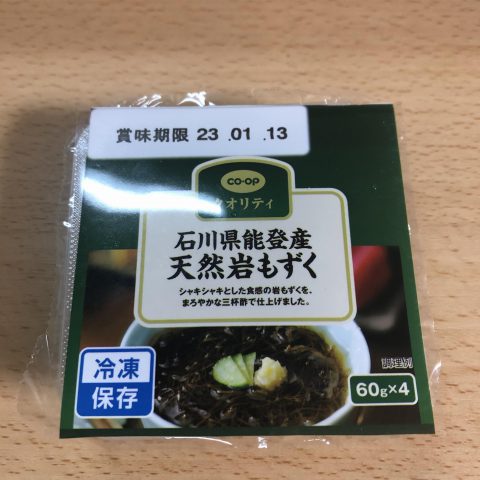 賞味期限 23 .01 .13
co-op
クオリティ
石川県能登産
天然岩もずく
シャキシャキとした食感の岩もずくを、
まろやかな三杯酢で仕上げました。
調理例
冷凍
保存
60g×4